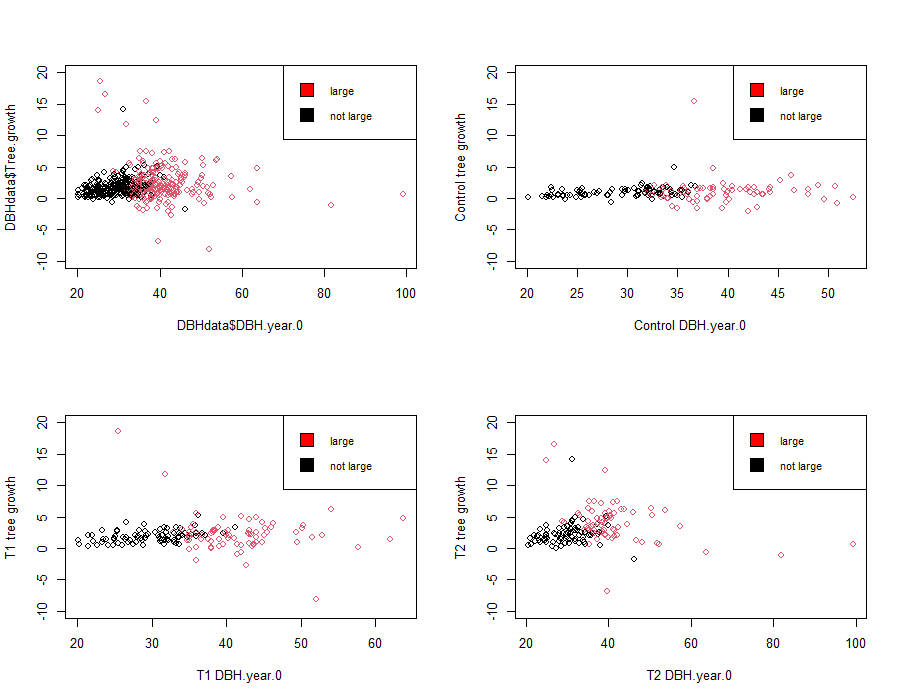 DBHdata$Tree.growth
20
15
10
5
0
-5
-10
large
not large
20 40 60 80 100
DBHdata$DBH.year.0
Control tree growth
20
15
10
5
0
-5
-10
large
not large
20 25 30 35 40 45 50
Control DBH.year.0
T1 tree growth
20
15
10
5
0
-5
-10
large
not large
20 30 40 50 60
T1 DBH.year.0
T2 tree growth
20
15
10
5
0
-5
-10
large
not large
20 40 60 80 100
T2 DBH.year.0